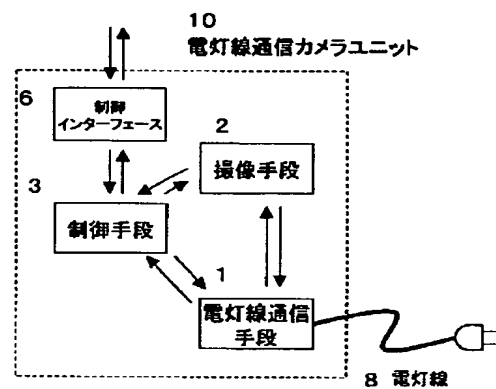 10
電灯線通信カメラユニット
6
制御
インターフェース
2
撮像手段
3
制御手段
1
電灯線通信
手段
8 電灯線